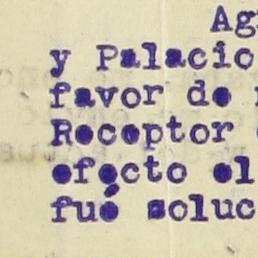 Ag
y Palacio
favor de
Receptor
efecto el
fué soluc